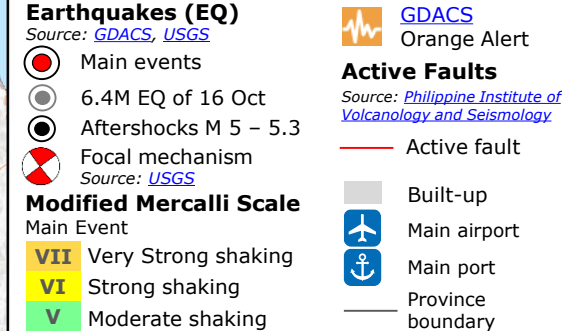 Earthquakes (EQ)
Source: GDACS, USGS
Main events
6.4M EQ of 16 Oct
Aftershocks M 5 – 5.3
Focal mechanism
Source: USGS
Modified Mercalli Scale
Main Event
VII Very Strong shaking
VI Strong shaking
V Moderate shaking
GDACS
Orange Alert
Active Faults
Source: Philippine Institute of
Volcanology and Seismology
Active fault
Built-up
Main airport
Main port
Province
boundary